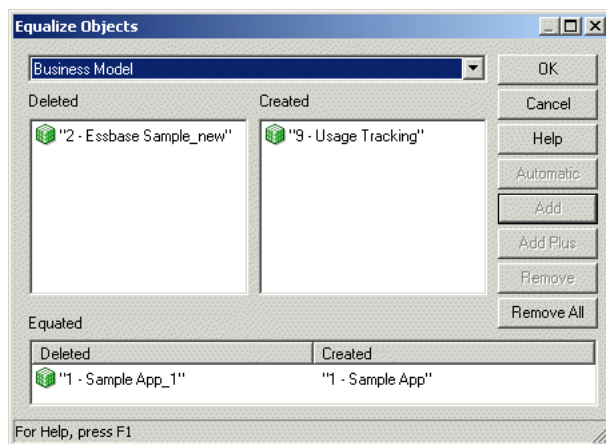 Equalize Objects
Business Model
OK
Deleted Created
Cancel
"2 - Essbase Sample_new" "9 - Usage Tracking"
Help
Automatic
Add
Add Plus
Remove
Remove All
Equated
Deleted Created
"1 - Sample App_1" "1 - Sample App"
For Help, press F1